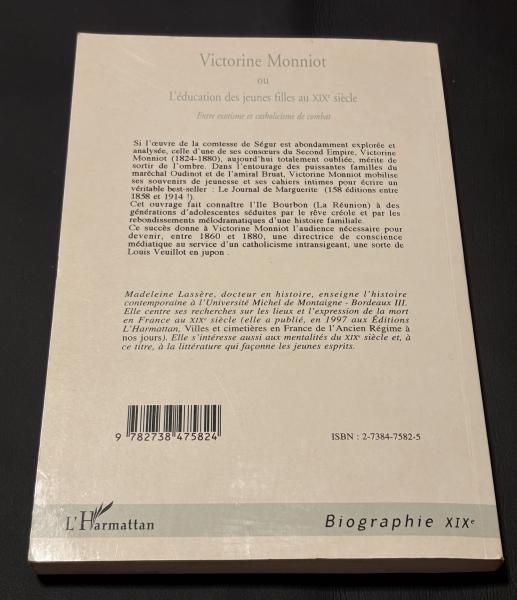 Victorine Monniot
ou
L'éducation des jeunes filles au XIXe siècle
Entre exotisme et catholicisme de combat
Si l'œuvre de la comtesse de Ségur est abondamment explorée et
analysée, celle d'une de ses consœurs du Second Empire, Victorine
Monniot (1824-1880), aujourd'hui totalement oubliée, mérite de
sortir de l'ombre. Dans l'entourage des puissantes familles du
maréchal Oudinot et de l'amiral Bruat, Victorine Monniot mobilise
ses souvenirs de jeunesse et ses cahiers intimes pour écrire un
véritable best-seller : Le Journal de Marguerite (158 éditions entre
1858 et 1914 !).
Cet ouvrage fait connaître l'Ile Bourbon (La Réunion) à des
générations d'adolescentes séduites par le rêve créole et par les
rebondissements mélodramatiques d'une histoire familiale.
Ce succès donne à Victorine Monniot l'audience nécessaire pour
devenir, entre 1860 et 1880, une directrice de conscience
médiatique au service d'un catholicisme intransigeant, une sorte de
Louis Veuillot en jupon .
Madeleine Lassère, docteur en histoire, enseigne l'histoire
contemporaine à l'Université Michel de Montaigne - Bordeaux III.
Elle centre ses recherches sur les lieux et l'expression de la mort
en France au XIXe siècle (elle a publié, en 1997 aux Éditions
L'Harmattan, Villes et cimetières en France de l'Ancien Régime à
nos jours). Elle s'intéresse aussi aux mentalités du XIXe siècle et, à
ce titre, à la littérature qui façonne les jeunes esprits.
9 782738 475824
ISBN : 2-7384-7582-5
L'Harmattan
Biographie XIXe